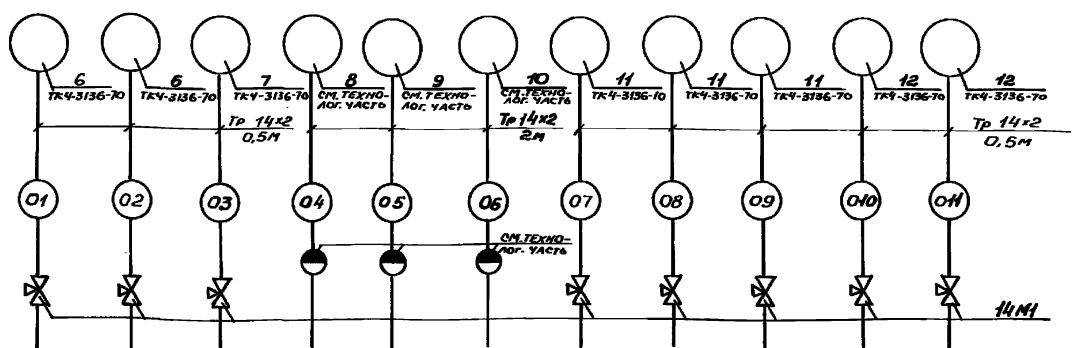 6
ТК4-3136-70
6
ТК4-3136-70
7
ТК4-3136-70
8
СМ. ТЕХНО-
ЛОГ. ЧАСТЬ
9
СМ. ТЕХНО-
ЛОГ. ЧАСТЬ
10
СМ. ТЕХНО-
ЛОГ. ЧАСТЬ
11
ТК4-3136-70
11
ТК4-3136-70
11
ТК4-3136-70
12
ТК4-3136-70
12
ТК4-3136-70
Тр 14×2
0,5м
Тр 14×2
2м
Тр 14×2
0,5м
01
02
03
04
05
06
07
08
09
010
011
СМ. ТЕХНО-
ЛОГ. ЧАСТЬ
14М1